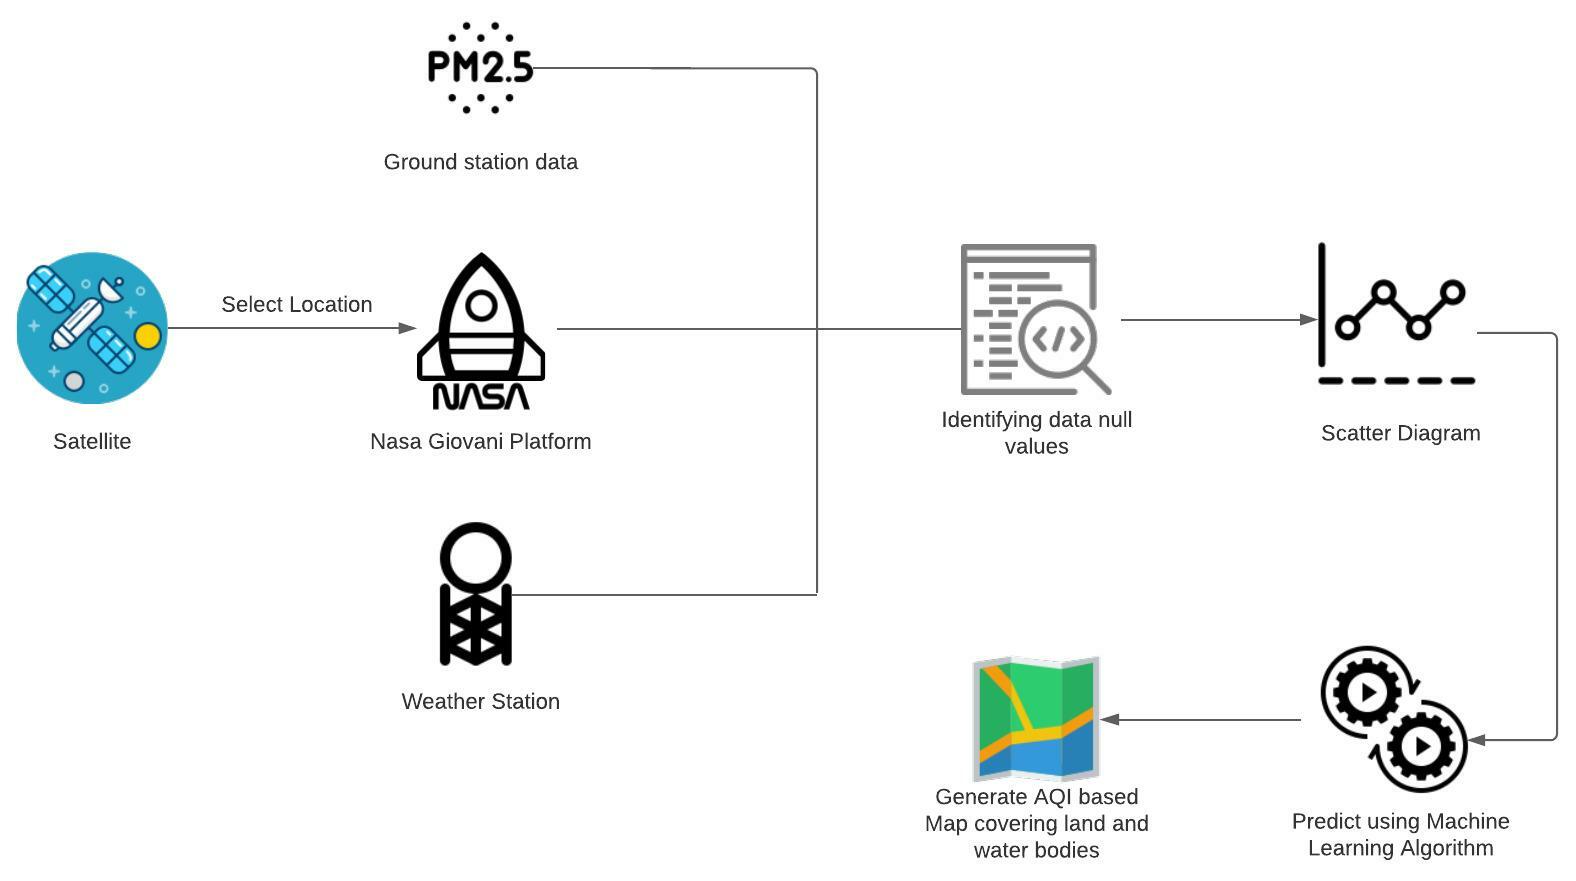 PM2.5
Ground station data
Select Location
Satellite
NASA
Nasa Giovani Platform
Identifying data null
values
Scatter Diagram
Weather Station
Generate AQI based
Map covering land and
water bodies
Predict using Machine
Learning Algorithm